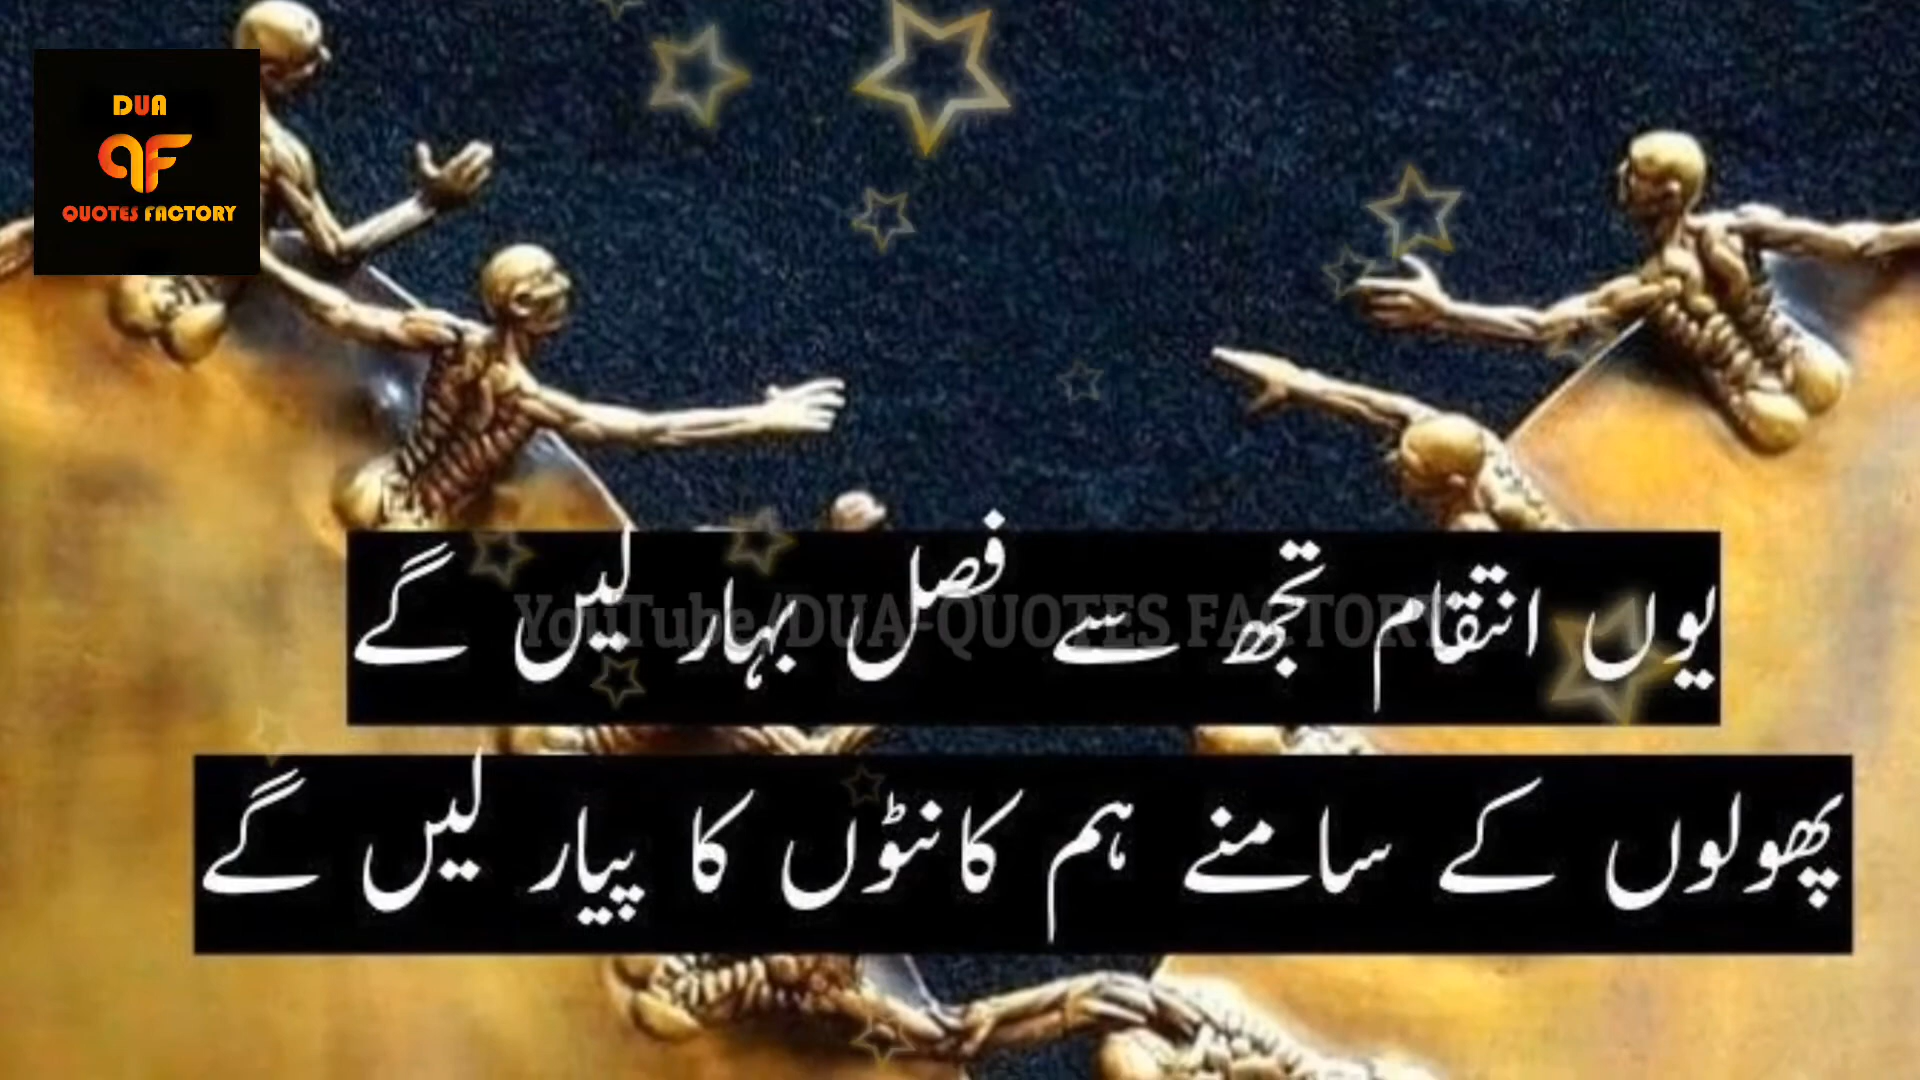 DUA
QF
QUOTES FACTORY
یوں انتقام تجھ سے فصل بہار لیں گے
YouTube/DUA-QUOTES FACTORY
پھولوں کے سامنے ہم کانٹوں کا پیار لیں گے